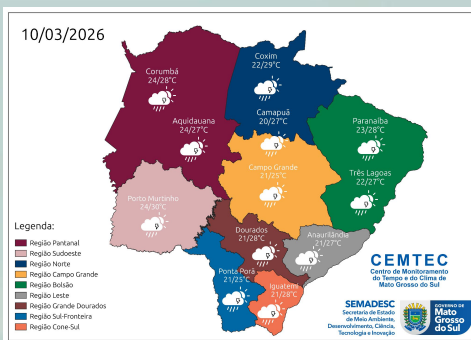 10/03/2026
Corumbá
24/28°C
Coxim
22/29°C
Aquidauana
24/27°C
Camapuã
20/27°C
Paranaíba
23/28°C
Campo Grande
21/25°C
Três Lagoas
22/27°C
Porto Murtinho
24/30°C
Dourados
21/28°C
Anaurilândia
21/27°C
Ponta Porã
21/25°C
Iguatemi
21/28°C
Legenda:
Região Pantanal
Região Sudoeste
Região Norte
Região Campo Grande
Região Bolsão
Região Leste
Região Grande Dourados
Região Sul-Fronteira
Região Cone-Sul
CEMTEC
Centro de Monitoramento
do Tempo e do Clima de
Mato Grosso do Sul
SEMADESC
Secretaria de Estado
de Meio Ambiente,
Desenvolvimento, Ciência,
Tecnologia e Inovação
GOVERNO DE
Mato
Grosso
do Sul